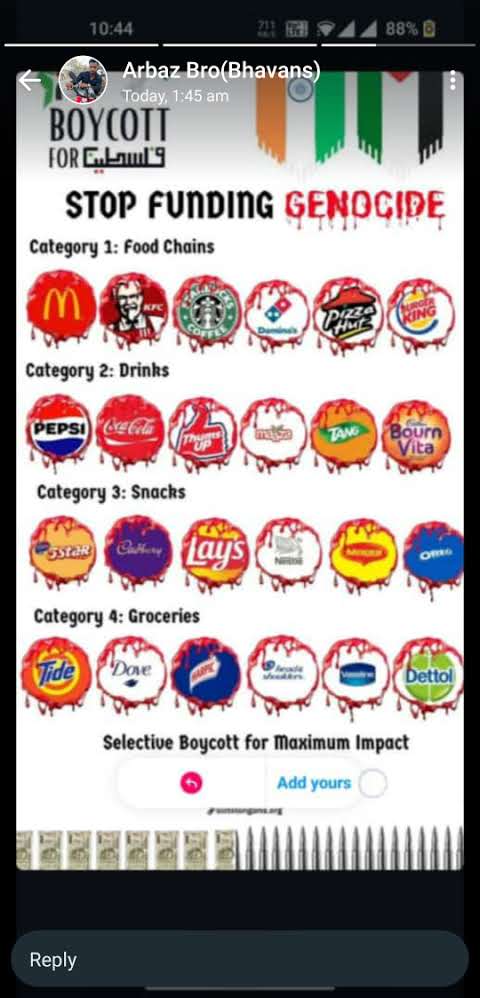 10:44
88%
Arbaz Bro(Bhavans)
Today, 1:45 am
BOYCOTT
FOR فلسطين
STOP FUNDING GENOCIDE
Category 1: Food Chains
KFC
STARBUCKS COFFEE
Domino's
Pizza Hut
BURGER KING
Category 2: Drinks
PEPSI
Coca-Cola
Thums UP
TANG
Cadbury Bourn Vita
Category 3: Snacks
5STAR
Cadbury
Lay's
Nestle
MAGGI
OREO
Category 4: Groceries
Tide
Dove
HARPIC
head & shoulders
Vaseline
Dettol
Selective Boycott for Maximum Impact
Add yours
Reply